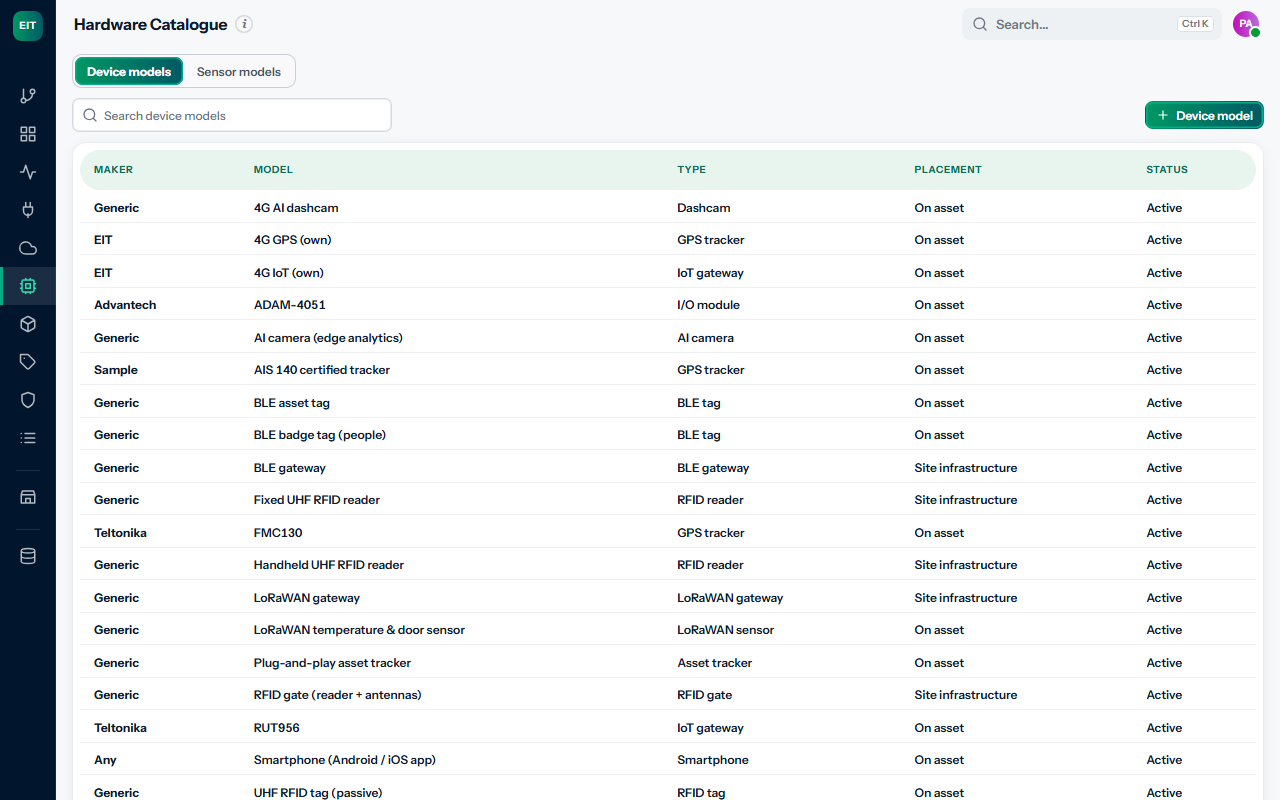 EIT
Hardware Catalogue
i
Search...
Ctrl K
PA
Device models
Sensor models
Search device models
+ Device model
MAKER MODEL TYPE PLACEMENT STATUS
Generic 4G AI dashcam Dashcam On asset Active
EIT 4G GPS (own) GPS tracker On asset Active
EIT 4G IoT (own) IoT gateway On asset Active
Advantech ADAM-4051 I/O module On asset Active
Generic AI camera (edge analytics) AI camera On asset Active
Sample AIS 140 certified tracker GPS tracker On asset Active
Generic BLE asset tag BLE tag On asset Active
Generic BLE badge tag (people) BLE tag On asset Active
Generic BLE gateway BLE gateway Site infrastructure Active
Generic Fixed UHF RFID reader RFID reader Site infrastructure Active
Teltonika FMC130 GPS tracker On asset Active
Generic Handheld UHF RFID reader RFID reader Site infrastructure Active
Generic LoRaWAN gateway LoRaWAN gateway Site infrastructure Active
Generic LoRaWAN temperature & door sensor LoRaWAN sensor On asset Active
Generic Plug-and-play asset tracker Asset tracker On asset Active
Generic RFID gate (reader + antennas) RFID gate Site infrastructure Active
Teltonika RUT956 IoT gateway On asset Active
Any Smartphone (Android / iOS app) Smartphone On asset Active
Generic UHF RFID tag (passive) RFID tag On asset Active